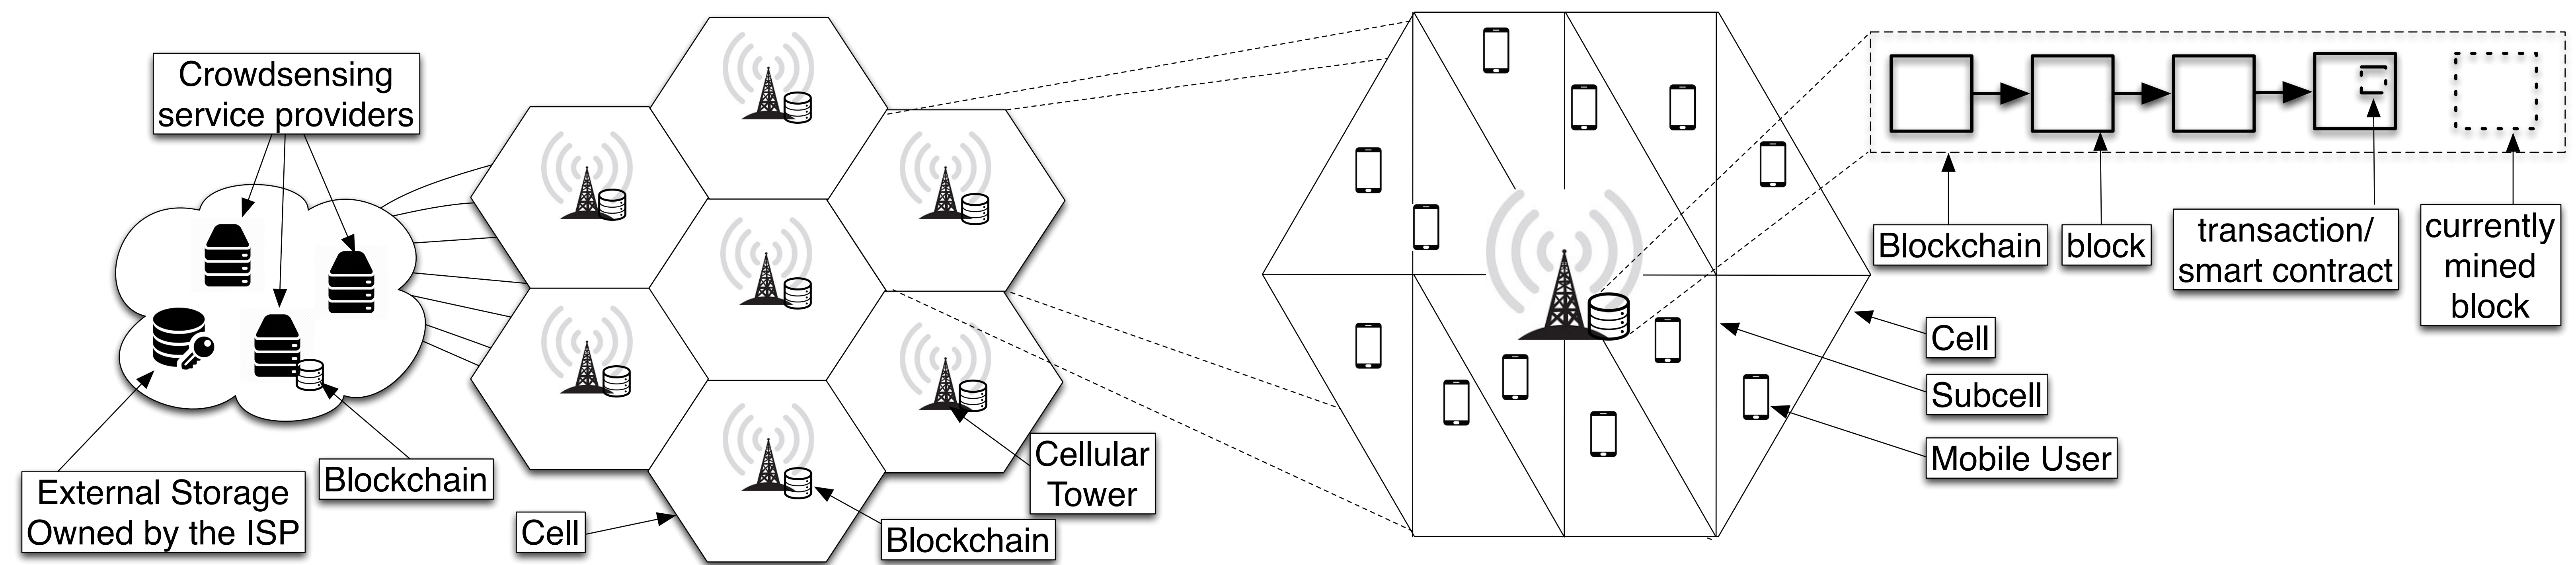 Crowdsensing
service providers
External Storage
Owned by the ISP
Blockchain
Cell
Blockchain
Cellular
Tower
Blockchain
block
transaction/
smart contract
currently
mined
block
Cell
Subcell
Mobile User